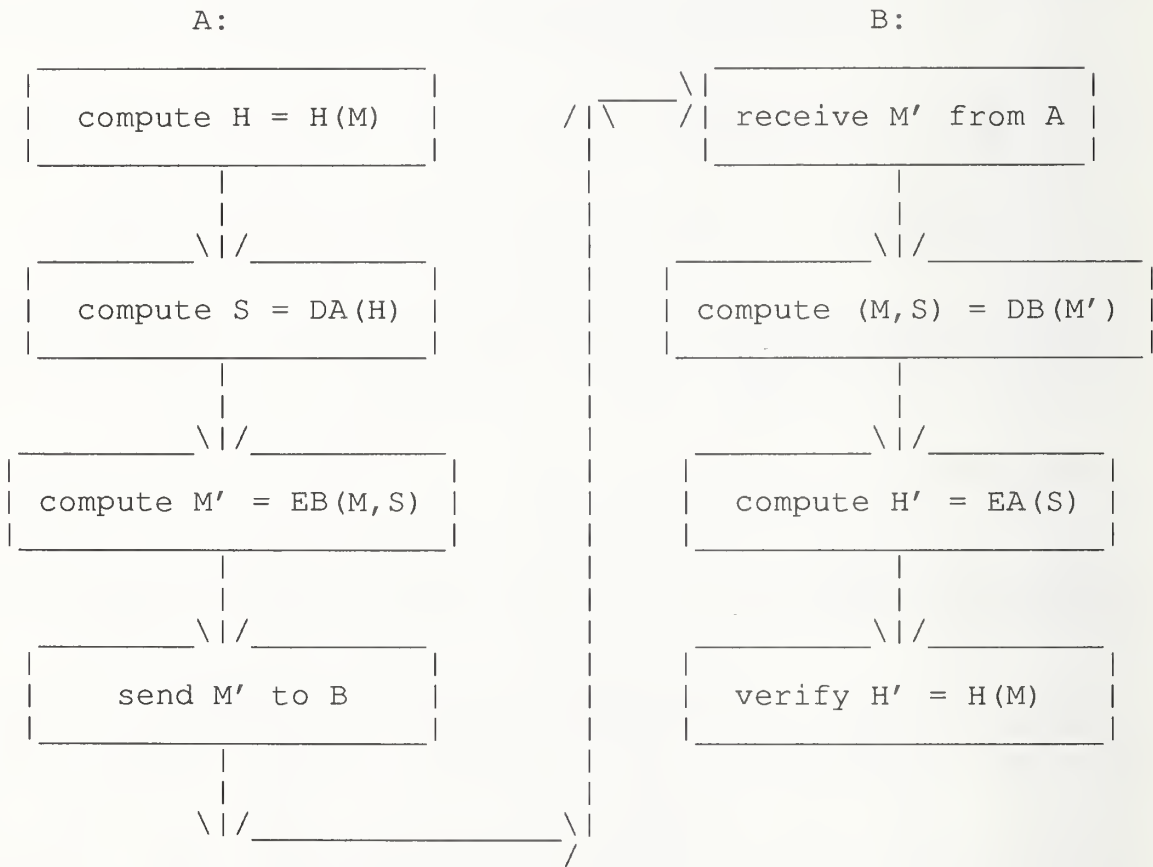 A:
compute H = H(M)
compute S = DA(H)
compute M' = EB(M,S)
send M' to B
B:
receive M' from A
compute (M,S) = DB(M')
compute H' = EA(S)
verify H' = H(M)